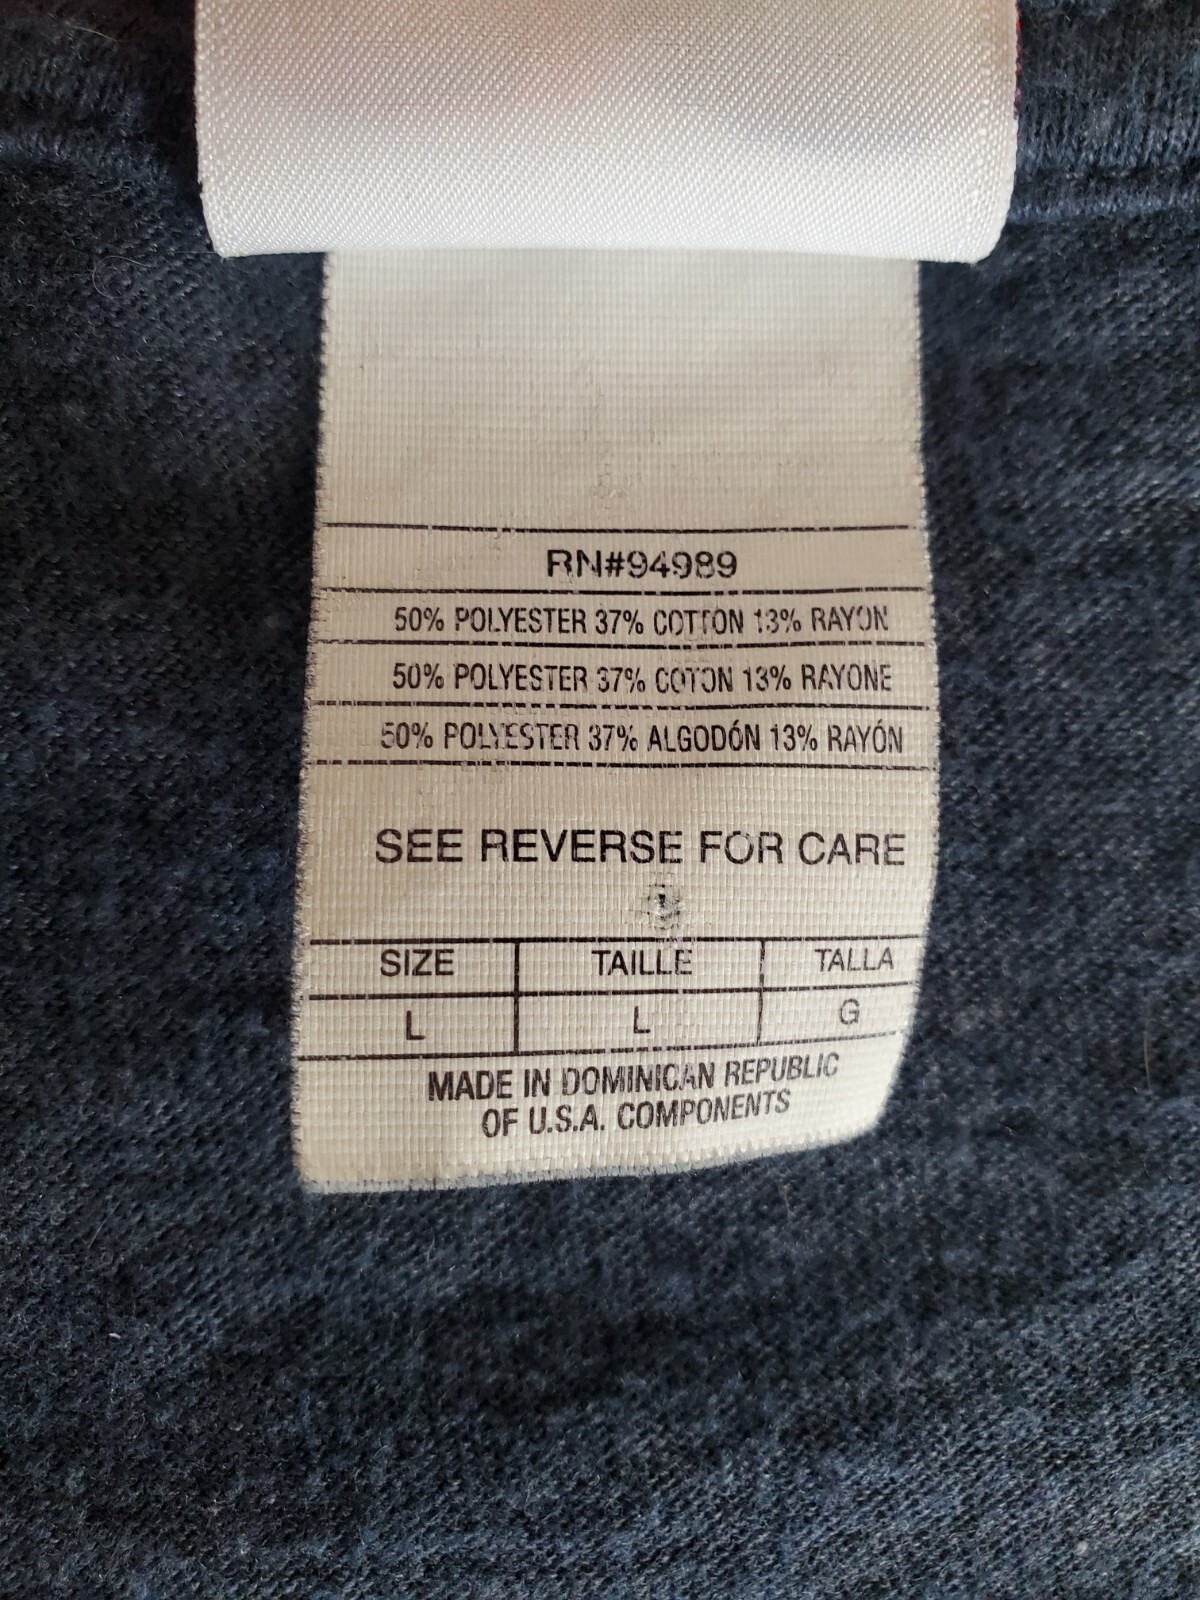 RN#94989
50% POLYESTER 37% COTTON 13% RAYON
50% POLYESTER 37% COTON 13% RAYONE
50% POLYESTER 37% ALGODÓN 13% RAYÓN
SEE REVERSE FOR CARE
SIZE TAILLE TALLA
L L G
MADE IN DOMINICAN REPUBLIC
OF U.S.A. COMPONENTS